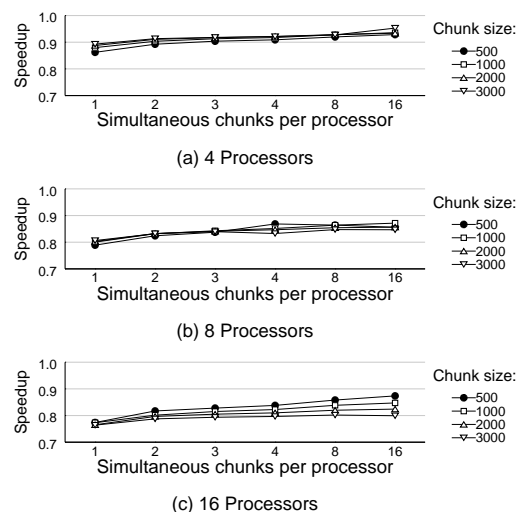 1.0
Chunk size:
0.9
500
1000
0.8
2000
3000
0.7
Speedup
1 2 3 4 8 16
Simultaneous chunks per processor
(a) 4 Processors
1.0
Chunk size:
0.9
500
1000
0.8
2000
3000
0.7
Speedup
1 2 3 4 8 16
Simultaneous chunks per processor
(b) 8 Processors
1.0
Chunk size:
0.9
500
1000
0.8
2000
3000
0.7
Speedup
1 2 3 4 8 16
Simultaneous chunks per processor
(c) 16 Processors